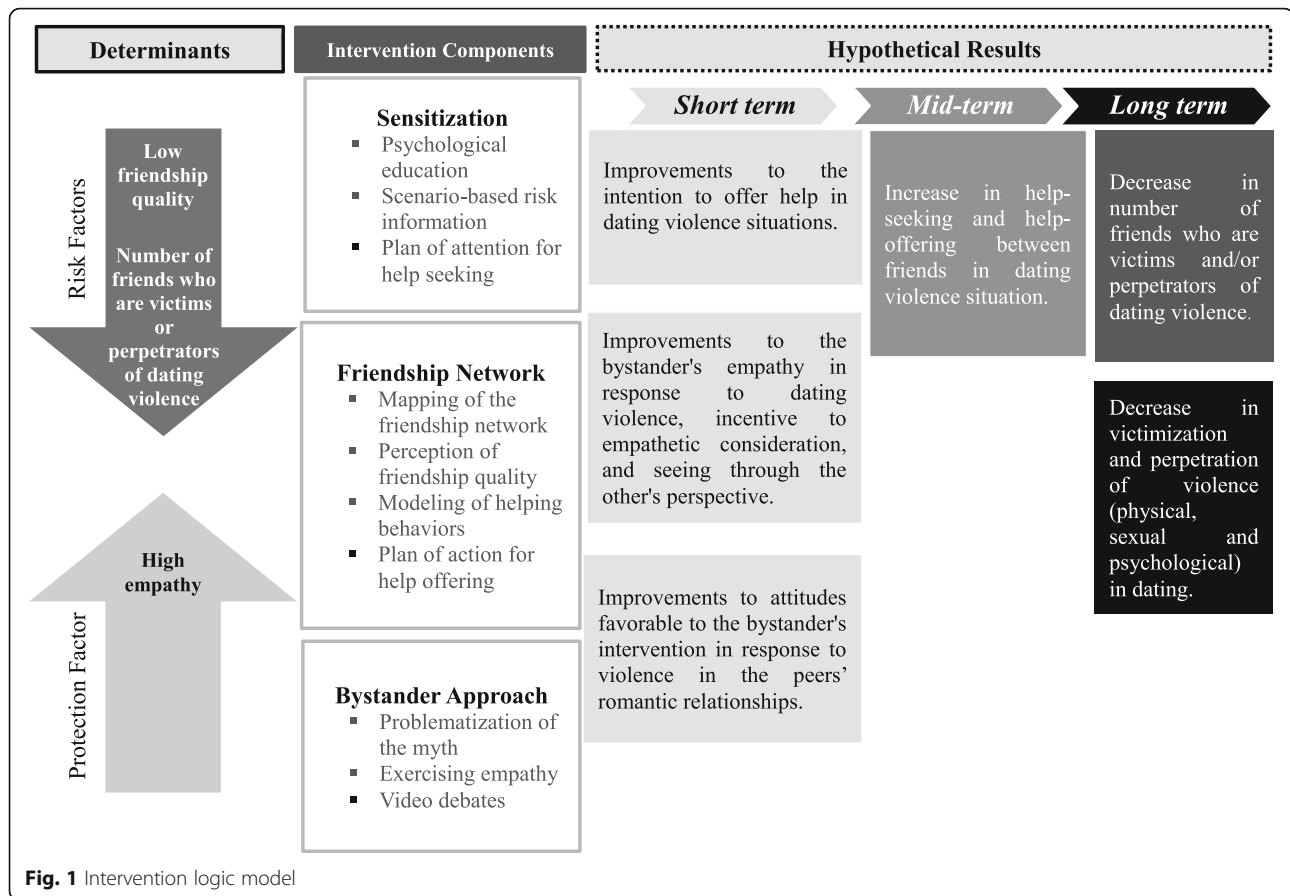 Determinants
Intervention Components
Hypothetical Results
Short term
Mid-term
Long term
Risk Factors
Low
friendship
quality
Number of
friends who
are victims
or
perpetrators
of dating
violence
Protection Factor
High
empathy
Sensitization
▪ Psychological
education
▪ Scenario-based risk
information
▪ Plan of attention for
help seeking
Friendship Network
▪ Mapping of the
friendship network
▪ Perception of
friendship quality
▪ Modeling of helping
behaviors
▪ Plan of action for
help offering
Bystander Approach
▪ Problematization of
the myth
▪ Exercising empathy
▪ Video debates
Improvements to the
intention to offer help in
dating violence situations.
Improvements to the
bystander's empathy in
response to dating
violence, incentive to
empathetic consideration,
and seeing through the
other's perspective.
Improvements to attitudes
favorable to the bystander's
intervention in response to
violence in the peers’
romantic relationships.
Increase in help-
seeking and help-
offering between
friends in dating
violence situation.
Decrease in
number of
friends who are
victims and/or
perpetrators of
dating violence.
Decrease in
victimization
and perpetration
of violence
(physical,
sexual and
psychological)
in dating.
Fig. 1 Intervention logic model